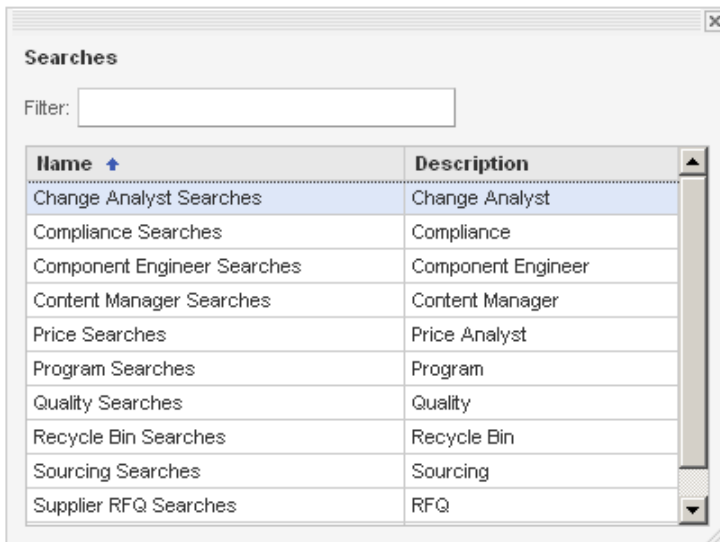 Searches
Filter:
Name Description
Change Analyst Searches Change Analyst
Compliance Searches Compliance
Component Engineer Searches Component Engineer
Content Manager Searches Content Manager
Price Searches Price Analyst
Program Searches Program
Quality Searches Quality
Recycle Bin Searches Recycle Bin
Sourcing Searches Sourcing
Supplier RFQ Searches RFQ